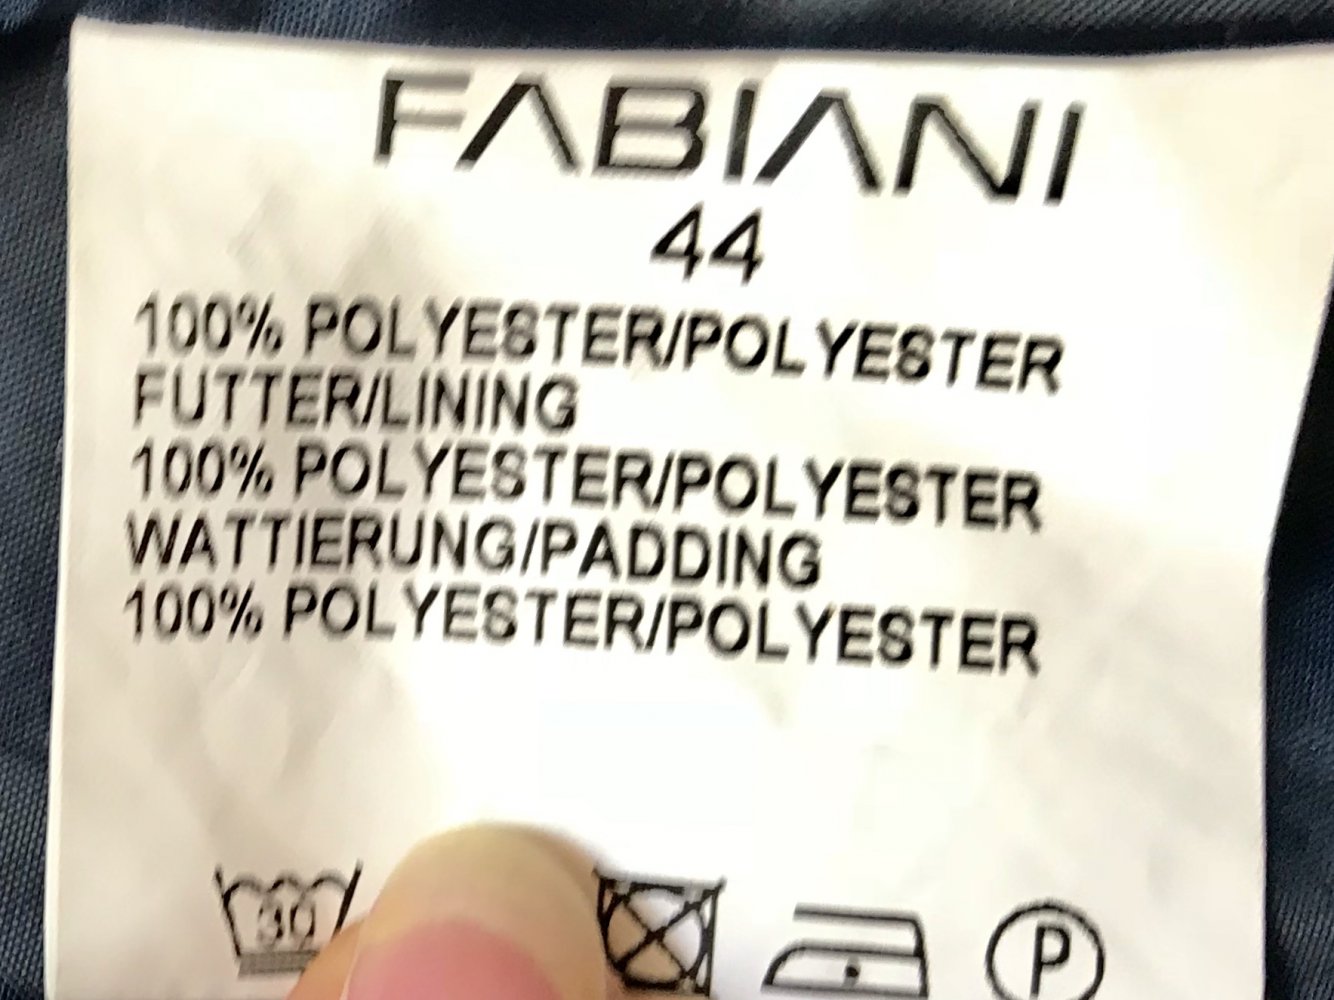 FABIANI
44
100% POLYESTER/POLYESTER
FUTTER/LINING
100% POLYESTER/POLYESTER
WATTIERUNG/PADDING
100% POLYESTER/POLYESTER
30
P